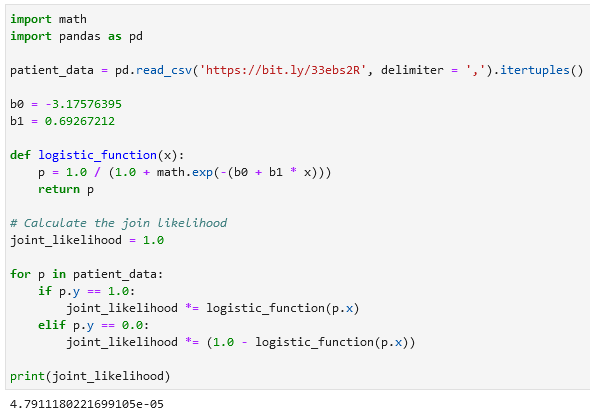 import math
import pandas as pd

patient_data = pd.read_csv('https://bit.ly/33ebs2R', delimiter = ',').itertuples()

b0 = -3.17576395
b1 = 0.69267212

def logistic_function(x):
    p = 1.0 / (1.0 + math.exp(-(b0 + b1 * x)))
    return p

# Calculate the join likelihood
joint_likelihood = 1.0

for p in patient_data:
    if p.y == 1.0:
        joint_likelihood *= logistic_function(p.x)
    elif p.y == 0.0:
        joint_likelihood *= (1.0 - logistic_function(p.x))

print(joint_likelihood)
4.7911180221699105e-05